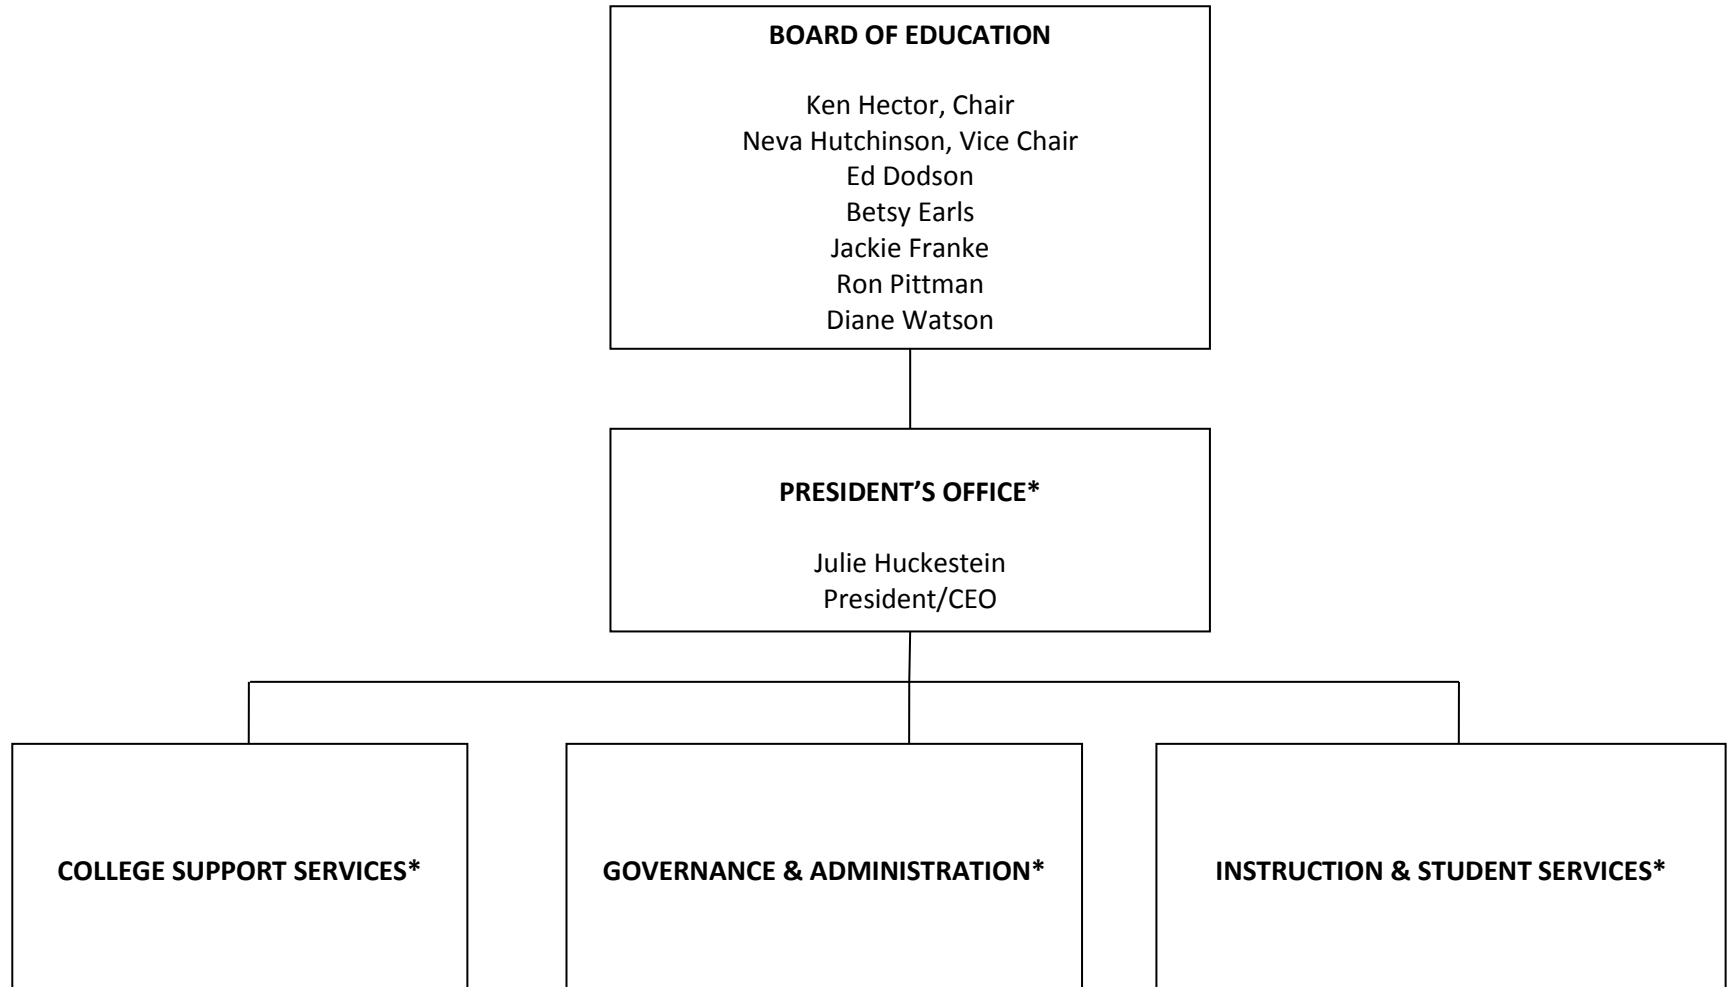 BOARD OF EDUCATION
Ken Hector, Chair
Neva Hutchinson, Vice Chair
Ed Dodson
Betsy Earls
Jackie Franke
Ron Pittman
Diane Watson
PRESIDENT’S OFFICE*
Julie Huckestein
President/CEO
COLLEGE SUPPORT SERVICES*
GOVERNANCE & ADMINISTRATION*
INSTRUCTION & STUDENT SERVICES*